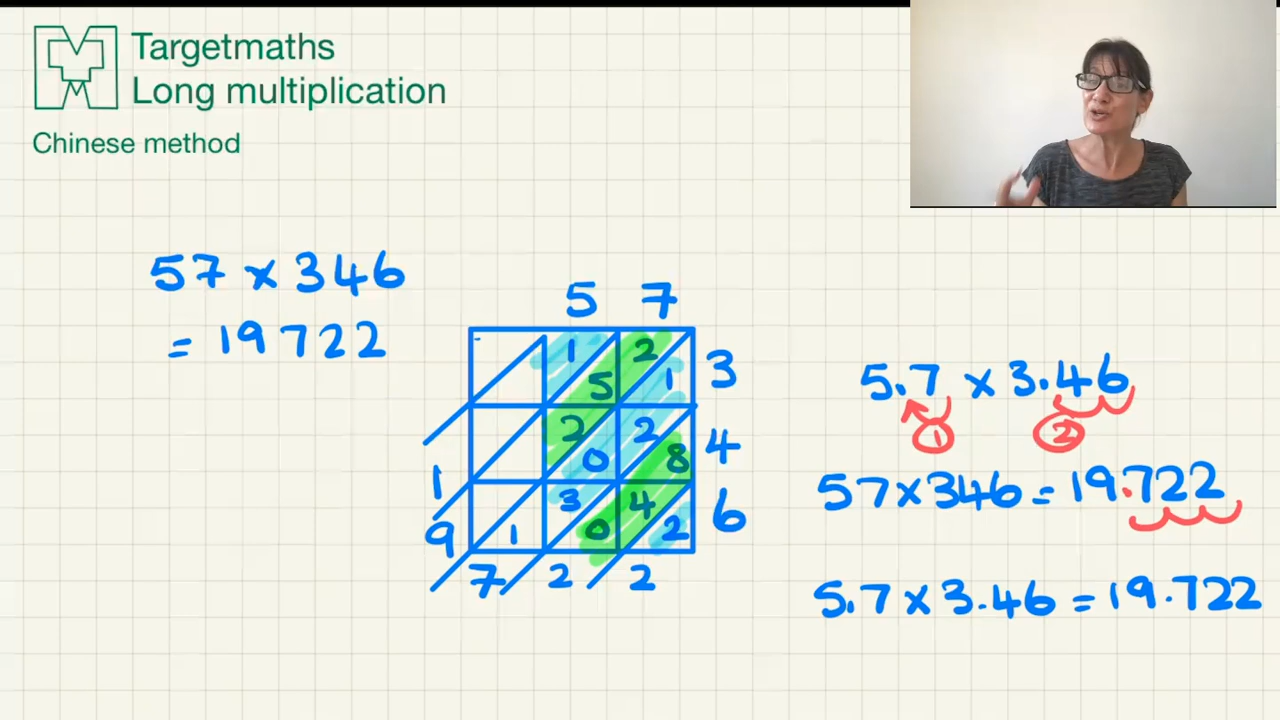 Targetmaths
Long multiplication
Chinese method
57 x 346
= 19722
5 7
1 2
5 1 3
2 2
0 8 4
1 3 4
9 1 0 2 6
7 2 2
5.7 x 3.46
1 2
57 x 346 = 19.722
5.7 x 3.46 = 19.722